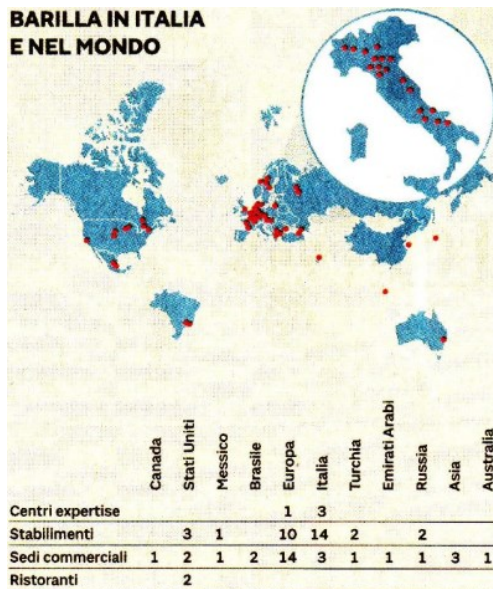 BARILLA IN ITALIA
E NEL MONDO
Canada
Stati Uniti
Messico
Brasile
Europa
Italia
Turchia
Emirati Arabi
Russia
Asia
Australia
Centri expertise 1 3
Stabilimenti 3 1 10 14 2 2
Sedi commerciali 1 2 1 2 14 3 1 1 1 3 1
Ristoranti 2